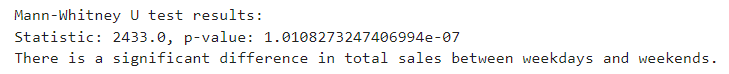 Mann-Whitney U test results:
Statistic: 2433.0, p-value: 1.0108273247406994e-07
There is a significant difference in total sales between weekdays and weekends.